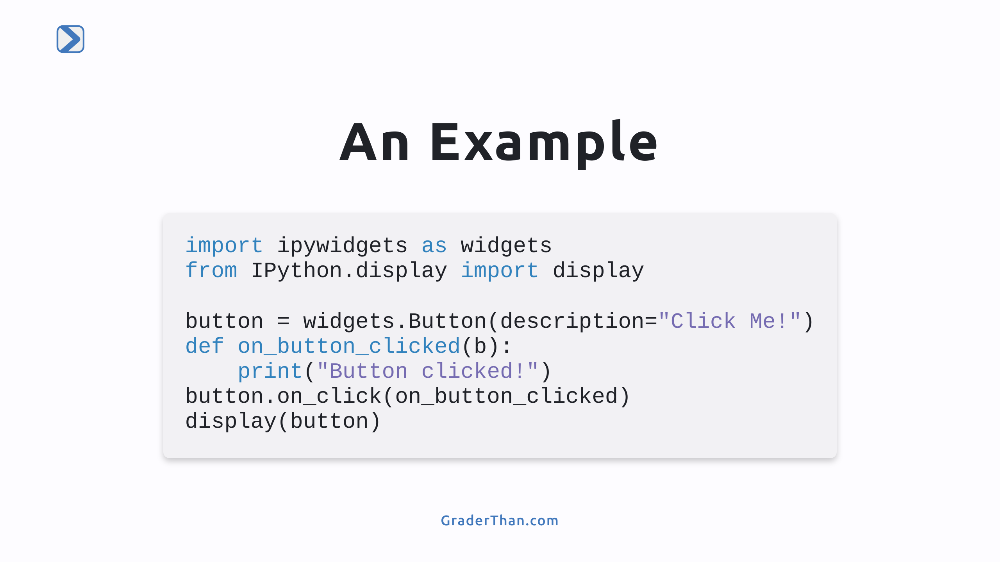 An Example
import ipywidgets as widgets
from IPython.display import display
button = widgets.Button(description="Click Me!")
def on_button_clicked(b):
    print("Button clicked!")
button.on_click(on_button_clicked)
display(button)
GraderThan.com